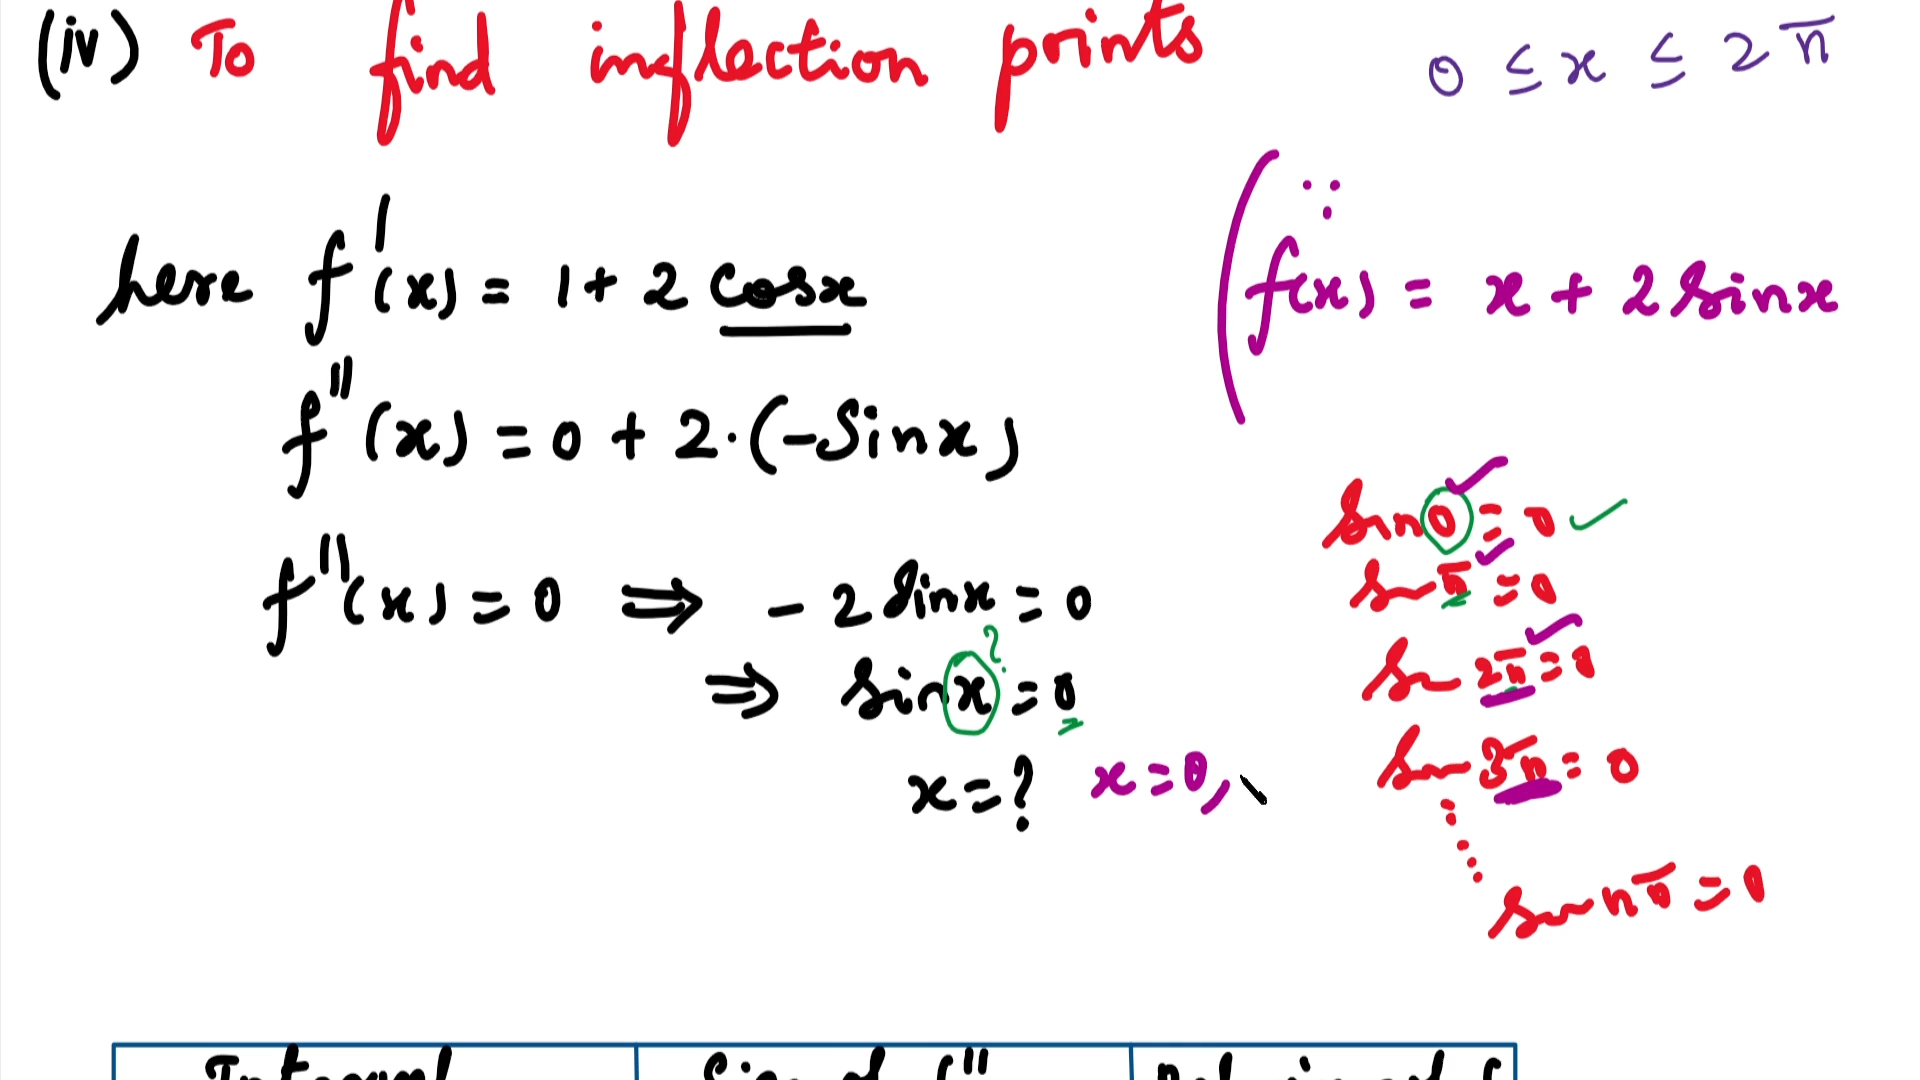 (iv) To find inflection points
0 ≤ x ≤ 2π
here f'(x) = 1 + 2 cosx
(∵ f(x) = x + 2 sinx
f''(x) = 0 + 2·(-Sinx)
f''(x) = 0 ⇒ - 2 sinx = 0
⇒ sinx = 0
?
x = ? x = 0,
sin0 = 0 ✓
sinπ = 0
sin2π = 0
sin3π = 0
sin nπ = 0